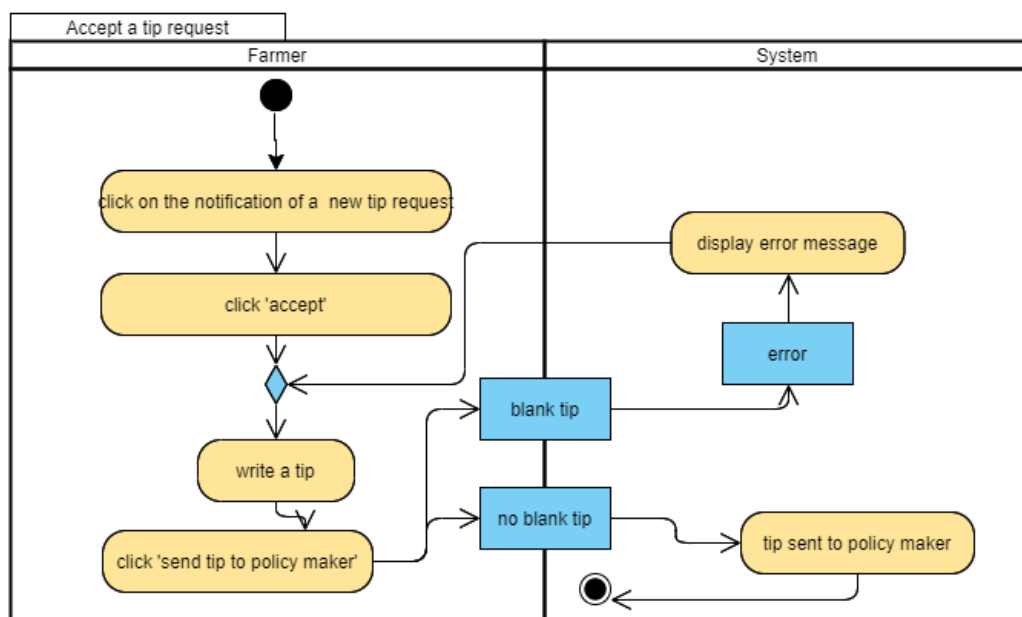 Accept a tip request
Farmer
System
click on the notification of a new tip request
display error message
click 'accept'
error
blank tip
write a tip
no blank tip
click 'send tip to policy maker'
tip sent to policy maker